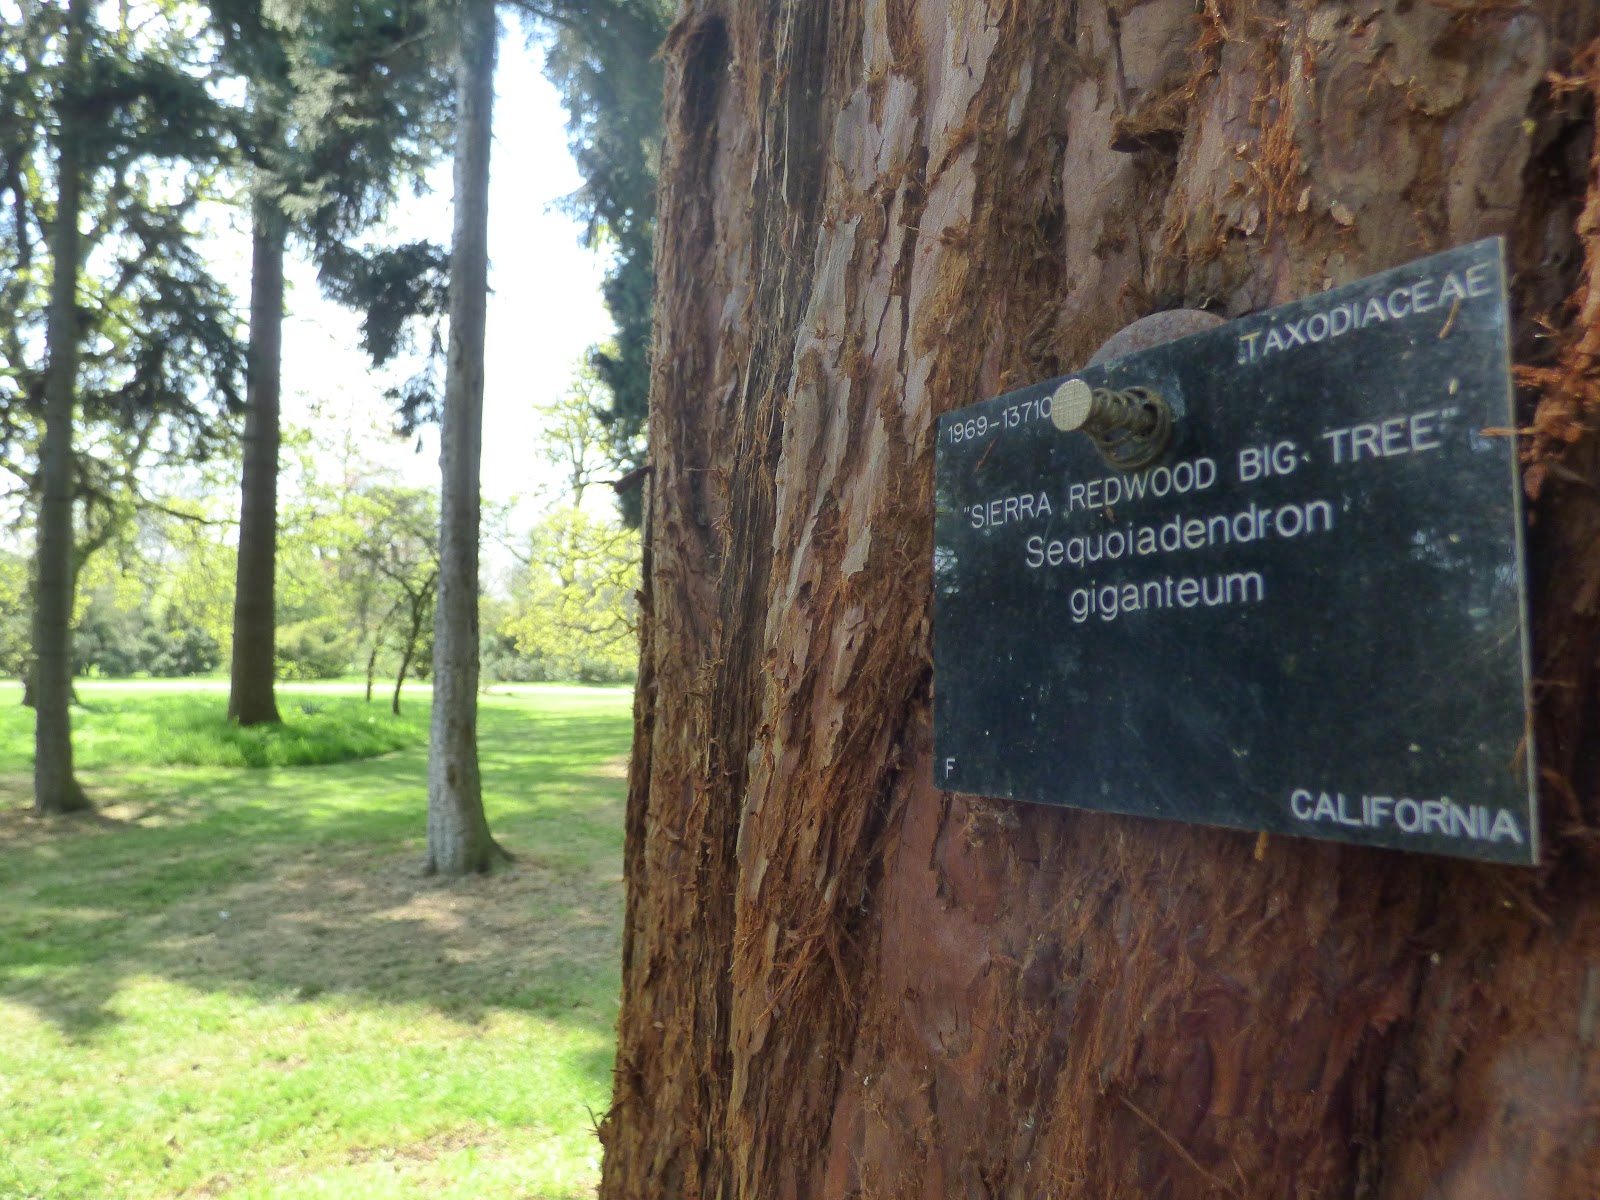 TAXODIACEAE
1969-13710
"SIERRA REDWOOD BIG TREE"
Sequoiadendron
giganteum
F
CALIFORNIA